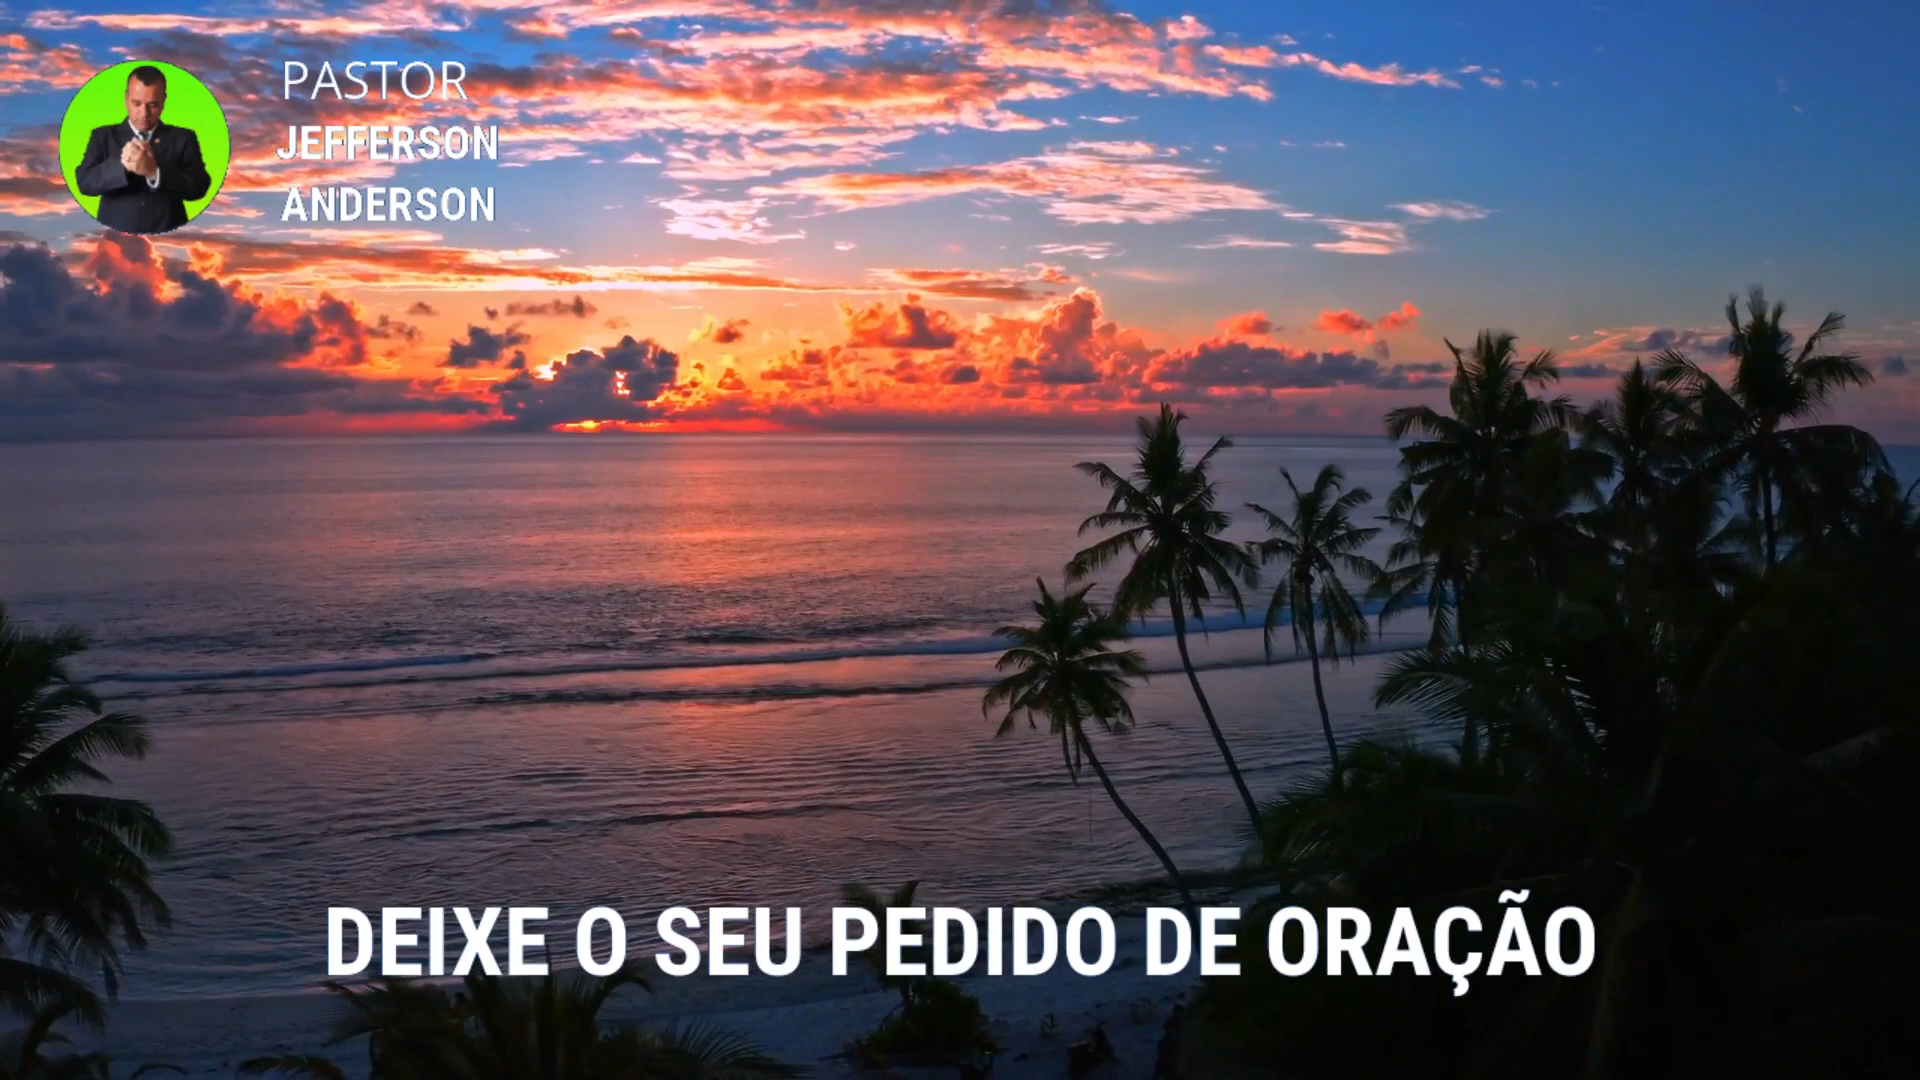 PASTOR
JEFFERSON
ANDERSON
DEIXE O SEU PEDIDO DE ORAÇÃO